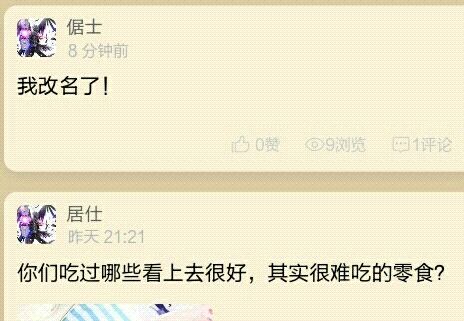 倨士
8 分钟前
我改名了！
0赞 9浏览 1评论
居仕
昨天 21:21
你们吃过哪些看上去很好，其实很难吃的零食？